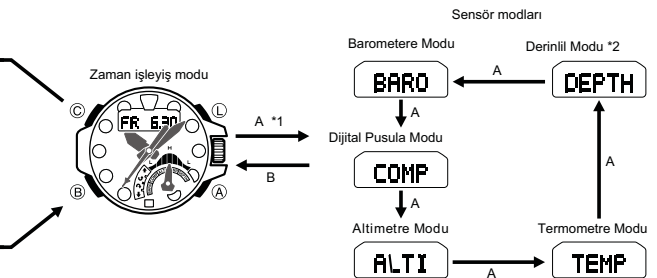 Sensör modları
Barometere Modu
Derinlil Modu *2
Zaman işleyiş modu
BARO
A
DEPTH
C
L
FR 6.30
A *1
A
Dijital Pusula Modu
B
COMP
A
B
A
A
Altimetre Modu
Termometre Modu
ALTI
A
TEMP